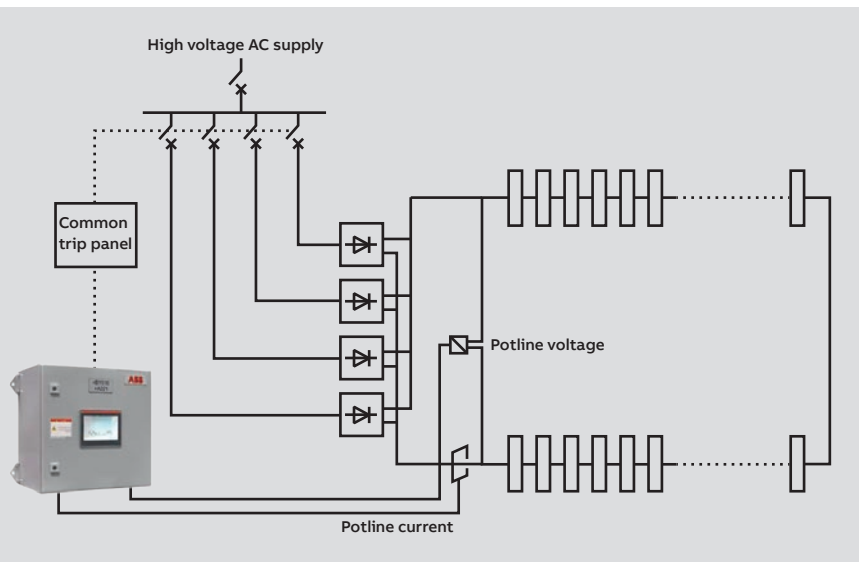 High voltage AC supply
Common
trip panel
ABB
Potline voltage
Potline current